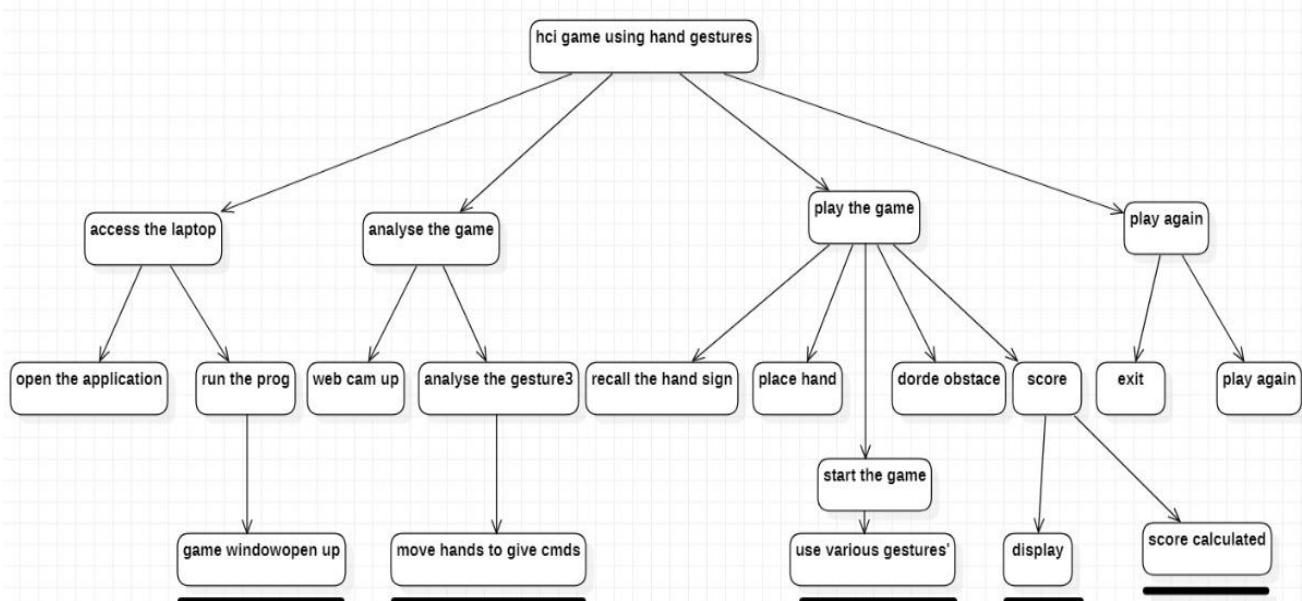 hci game using hand gestures
access the laptop
analyse the game
play the game
play again
open the application
run the prog
web cam up
analyse the gesture3
recall the hand sign
place hand
dorde obstace
score
exit
play again
start the game
game windowopen up
move hands to give cmds
use various gestures'
display
score calculated